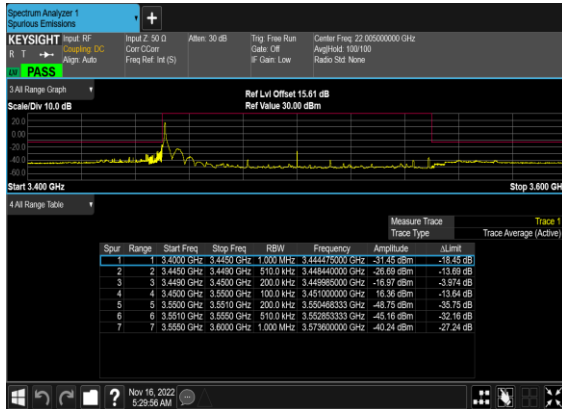 Spectrum Analyzer 1
Spurious Emissions
KEYSIGHT Input: RF Input Z: 50 Ω Atten: 30 dB Trig: Free Run Center Freq: 22.005000000 GHz
R T Coupling: DC Corr CCorr Gate: Off Avg|Hold: 100/100
Align: Auto Freq Ref: Int (S) IF Gain: Low Radio Std: None
PASS
3 All Range Graph
Ref Lvl Offset 15.61 dB
Scale/Div 10.0 dB Ref Value 30.00 dBm
20.0
0.00
-20.0
-40.0
-60.0
Start 3.400 GHz Stop 3.600 GH
4 All Range Table
Measure Trace Trace 1
Trace Type Trace Average (Active)
Spur Range Start Freq Stop Freq RBW Frequency Amplitude ΔLimit
1 1 3.4000 GHz 3.4450 GHz 1.000 MHz 3.444475000 GHz -31.45 dBm -18.45 dB
2 2 3.4450 GHz 3.4490 GHz 510.0 kHz 3.448440000 GHz -26.69 dBm -13.69 dB
3 3 3.4490 GHz 3.4500 GHz 200.0 kHz 3.449985000 GHz -16.97 dBm -3.974 dB
4 4 3.4500 GHz 3.5500 GHz 100.0 kHz 3.451000000 GHz 16.36 dBm -13.64 dB
5 5 3.5500 GHz 3.5510 GHz 200.0 kHz 3.550468333 GHz -48.75 dBm -35.75 dB
6 6 3.5510 GHz 3.5550 GHz 510.0 kHz 3.552853333 GHz -45.16 dBm -32.16 dB
7 7 3.5550 GHz 3.6000 GHz 1.000 MHz 3.573600000 GHz -40.24 dBm -27.24 dB
Nov 16, 2022
5:29:56 AM